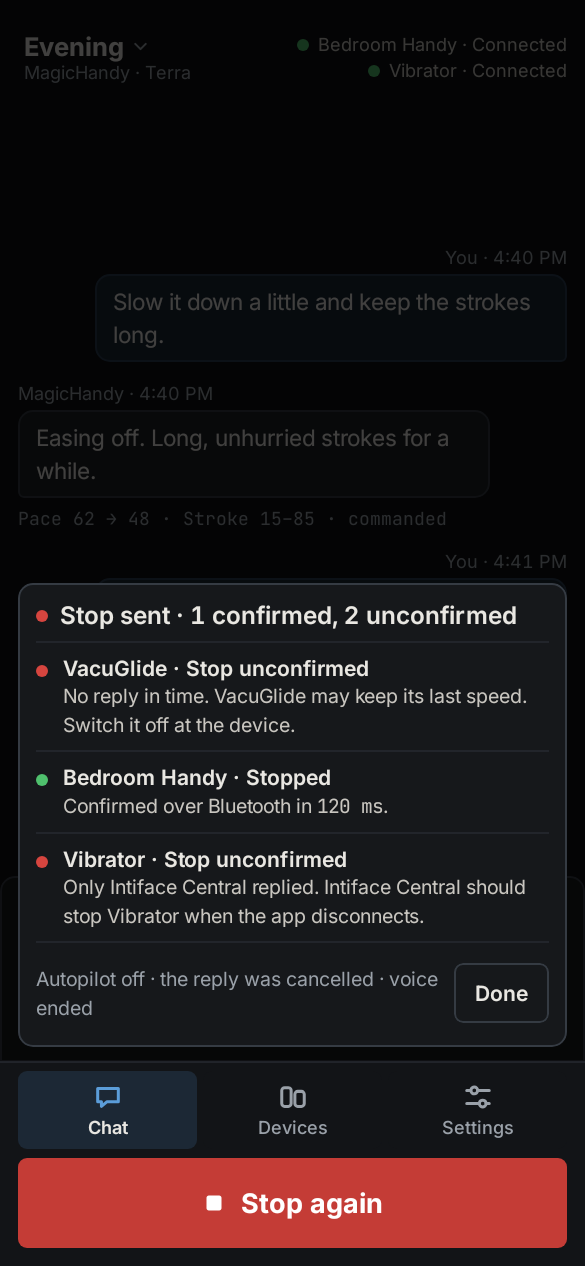 Evening
MagicHandy · Terra
Bedroom Handy · Connected
Vibrator · Connected
You · 4:40 PM
Slow it down a little and keep the strokes
long.
MagicHandy · 4:40 PM
Easing off. Long, unhurried strokes for a
while.
Pace 62 → 48 · Stroke 15–85 · commanded
You · 4:41 PM
Stop sent · 1 confirmed, 2 unconfirmed
VacuGlide · Stop unconfirmed
No reply in time. VacuGlide may keep its last speed.
Switch it off at the device.
Bedroom Handy · Stopped
Confirmed over Bluetooth in 120 ms.
Vibrator · Stop unconfirmed
Only Intiface Central replied. Intiface Central should
stop Vibrator when the app disconnects.
Autopilot off · the reply was cancelled · voice
ended
Done
Chat
Devices
Settings
Stop again